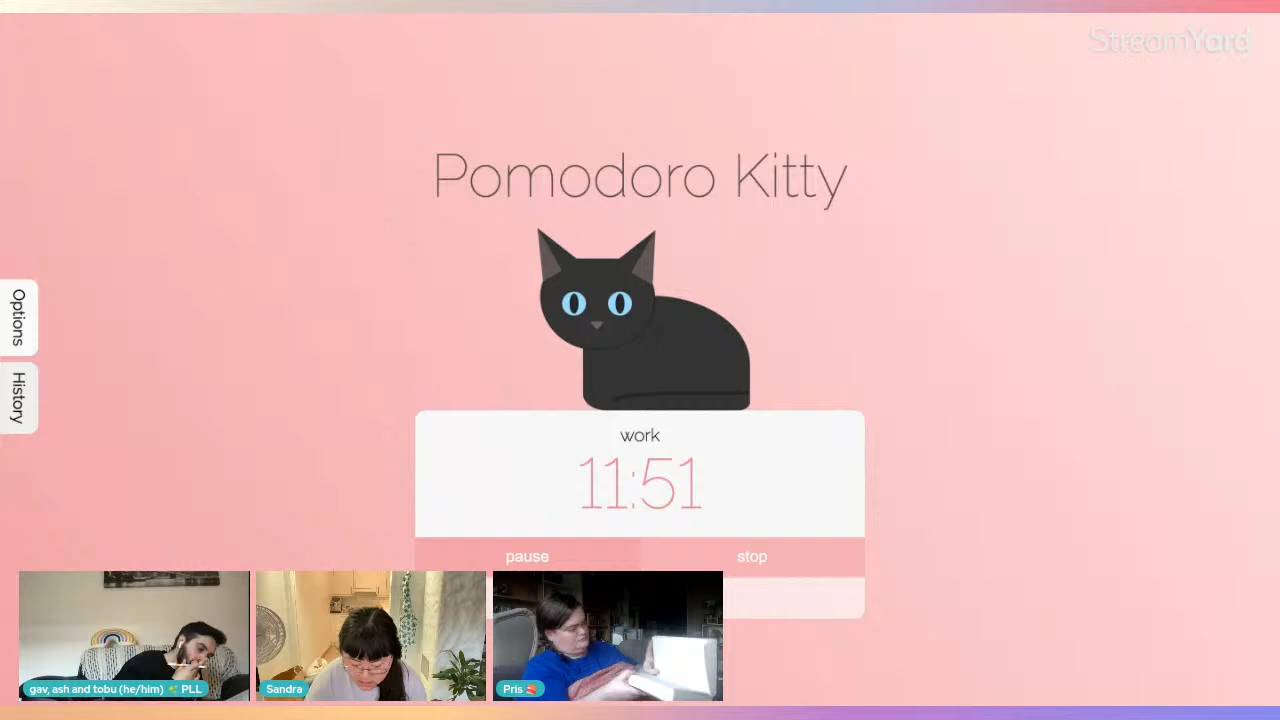 StreamYard
Pomodoro Kitty
Options
History
work
11:51
pause
stop
gav, ash and tobu (he/him) ✨ PLL
Sandra
Pris